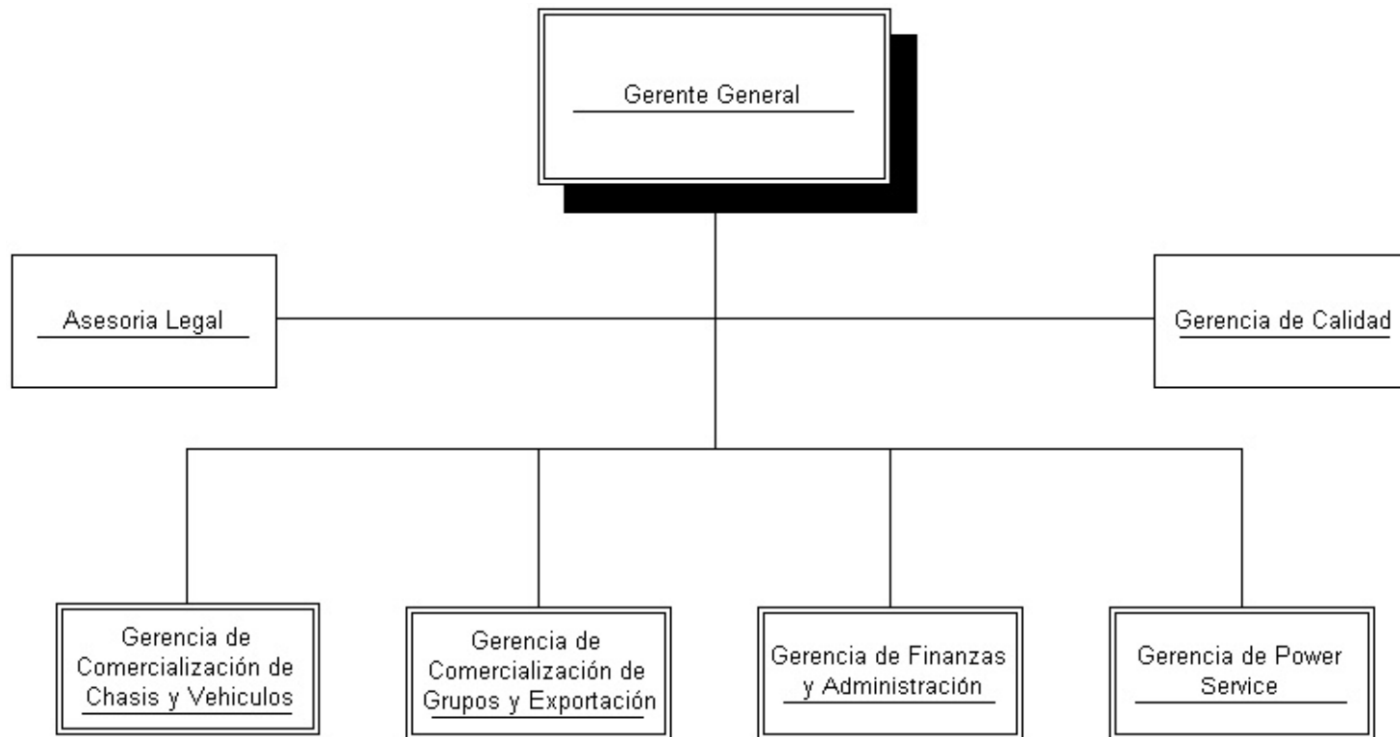 Gerente General
Asesoria Legal
Gerencia de Calidad
Gerencia de
Comercialización de
Chasis y Vehiculos
Gerencia de
Comercialización de
Grupos y Exportación
Gerencia de Finanzas
y Administración
Gerencia de Power
Service